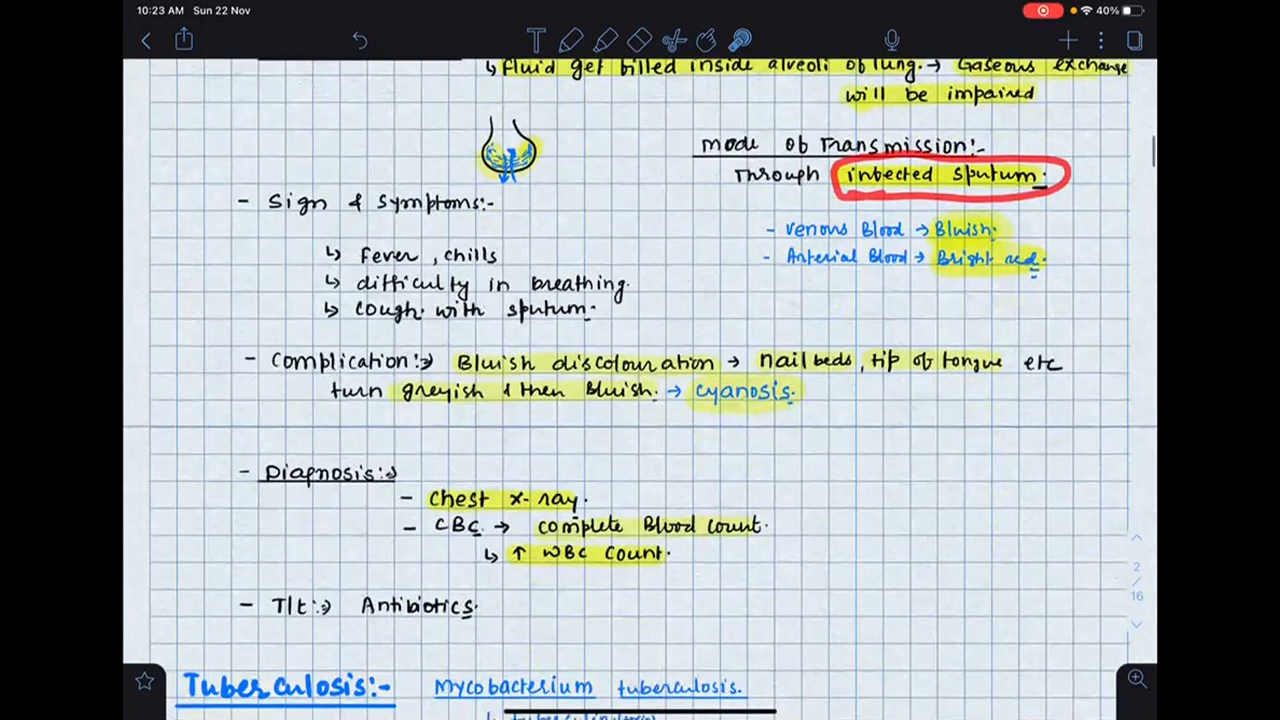 10:23 AM Sun 22 Nov
40%
↳ Fluid get filled inside alveoli of lung. → Gaseous exchange
will be impaired
Mode of Transmission:-
Through infected sputum.
- Sign & Symptoms:-
- Venous Blood → Bluish.
- Arterial Blood → Bright red.
↳ Fever, chills
↳ difficulty in breathing.
↳ cough with sputum.
- Complication:→ Bluish discolouration → nail beds, tip of tongue etc
turn greyish & then Bluish. → cyanosis.
- Diagnosis:→
- Chest x-ray.
- CBC → complete Blood count.
↳ ↑ WBC count.
- T/t:→ Antibiotics.
2
/
16
Tuberculosis:- Mycobacterium tuberculosis.